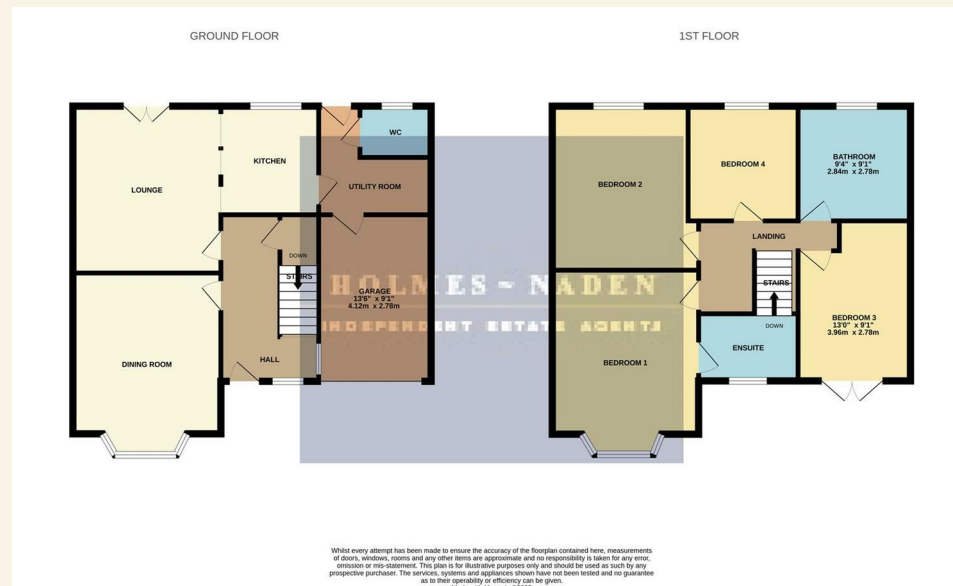 GROUND FLOOR
1ST FLOOR
WC
KITCHEN
LOUNGE
UTILITY ROOM
DOWN
STAIRS
GARAGE
13'6" x 9'1"
4.12m x 2.78m
HALL
DINING ROOM
BEDROOM 2
BEDROOM 4
BATHROOM
9'4" x 9'1"
2.84m x 2.78m
LANDING
STAIRS
DOWN
BEDROOM 3
13'0" x 9'1"
3.96m x 2.78m
ENSUITE
BEDROOM 1
HOLMES-NADEN
INDEPENDENT ESTATE AGENTS
Whilst every attempt has been made to ensure the accuracy of the floorplan contained here, measurements
of doors, windows, rooms and any other items are approximate and no responsibility is taken for any error,
omission or mis-statement. This plan is for illustrative purposes only and should be used as such by any
prospective purchaser. The services, systems and appliances shown have not been tested and no guarantee
as to their operability or efficiency can be given.